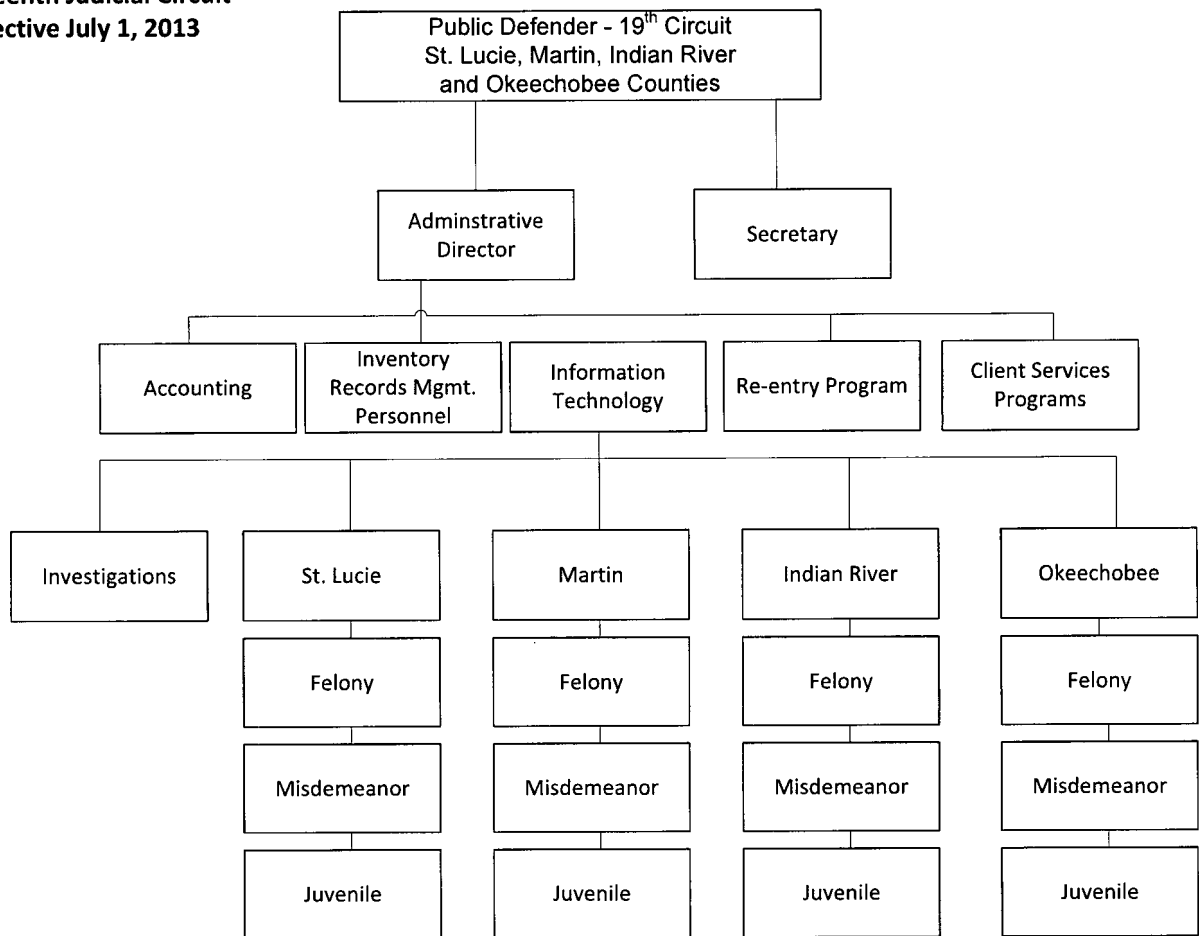 Judicial Circuit
July 1, 2013
Public Defender - 19th Circuit
St. Lucie, Martin, Indian River
and Okeechobee Counties
Adminstrative
Director
Secretary
Accounting
Inventory
Records Mgmt.
Personnel
Information
Technology
Re-entry Program
Client Services
Programs
Investigations
St. Lucie
Martin
Indian River
Okeechobee
Felony
Felony
Felony
Felony
Misdemeanor
Misdemeanor
Misdemeanor
Misdemeanor
Juvenile
Juvenile
Juvenile
Juvenile